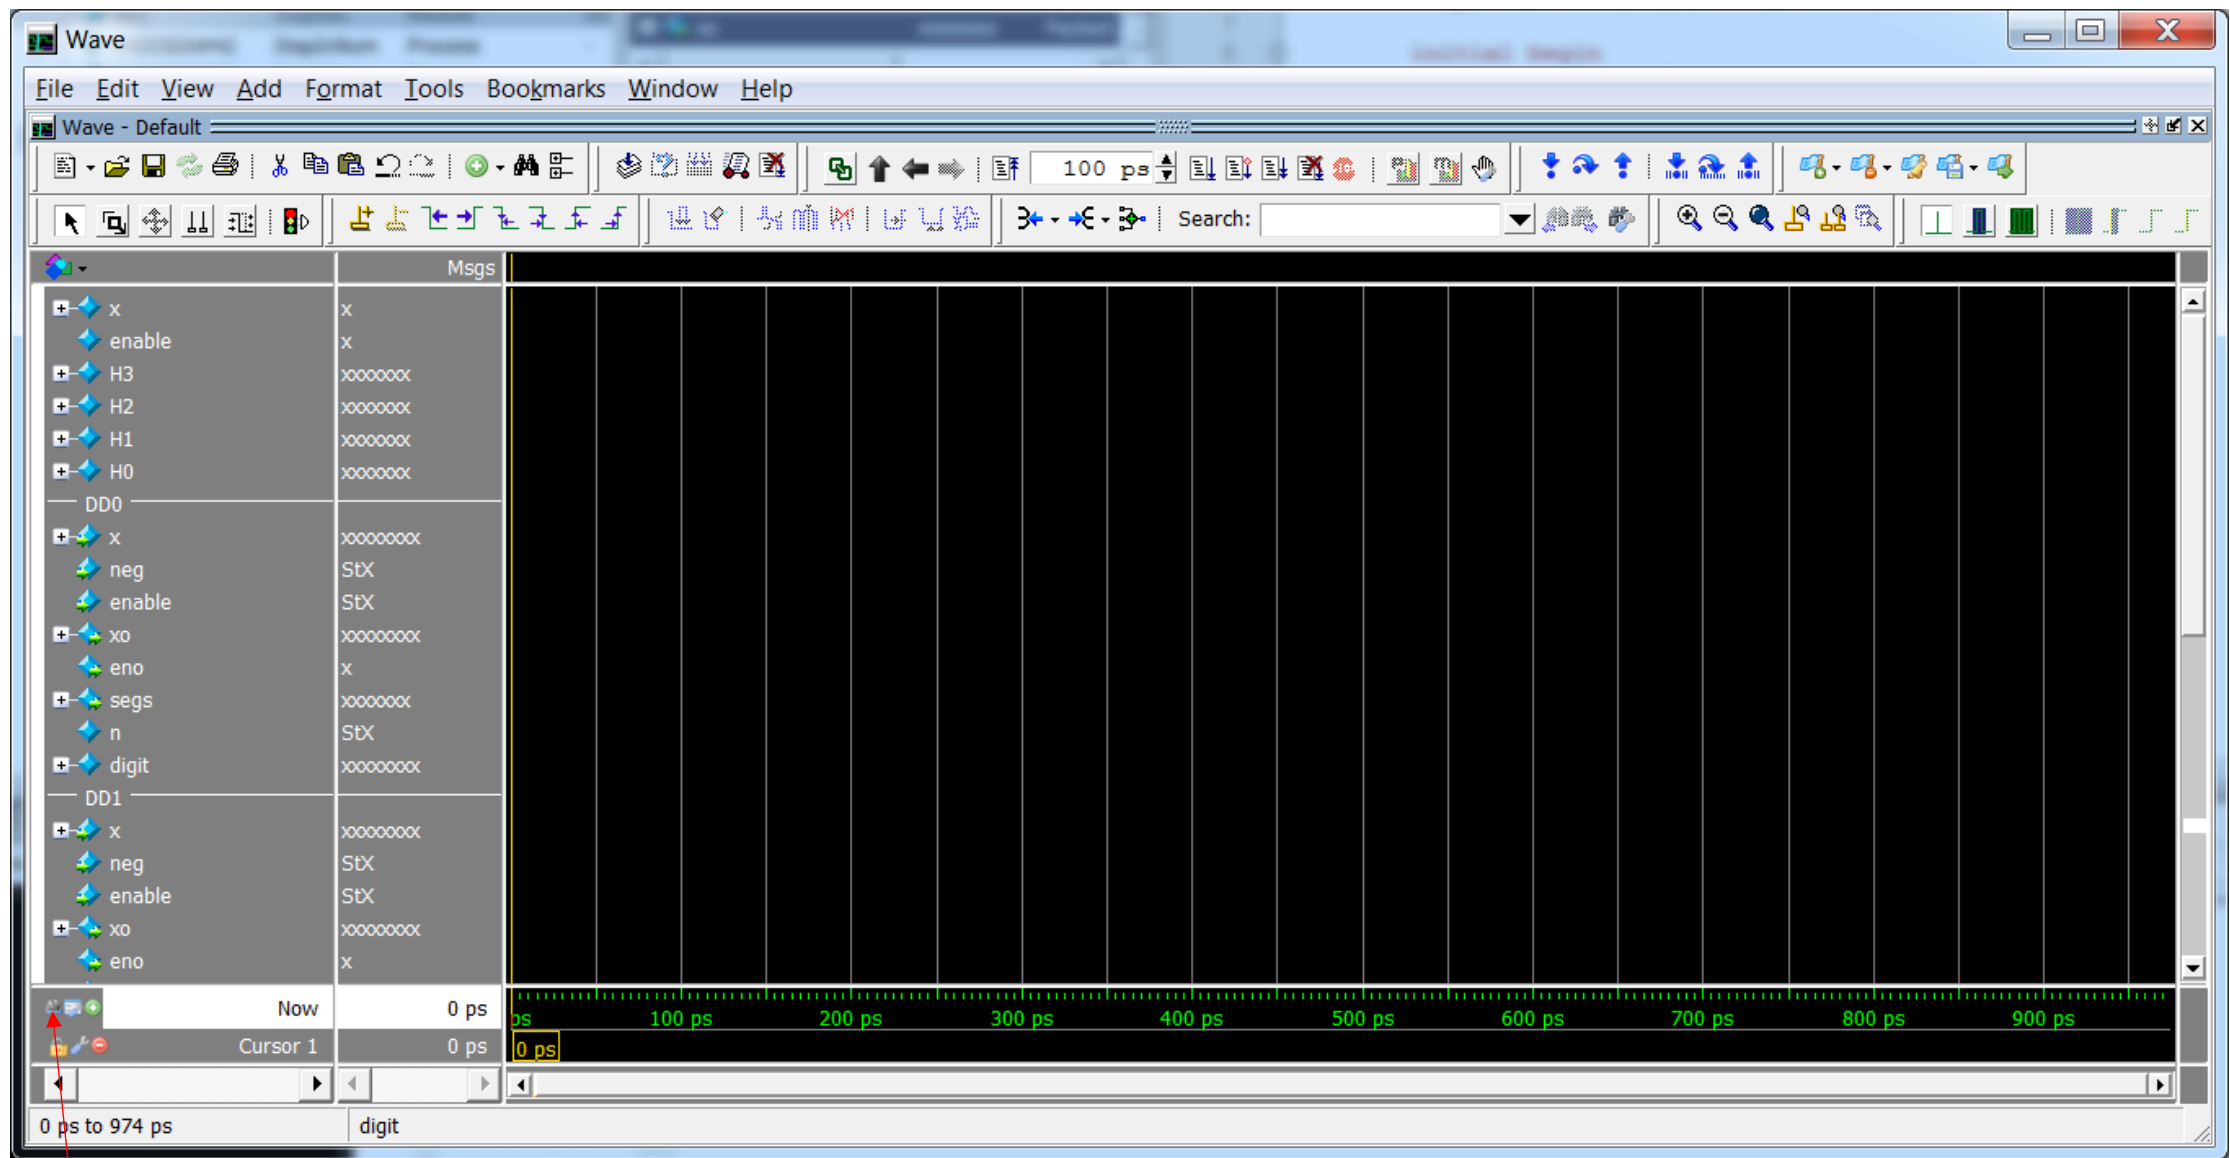 Wave
initial begin
File Edit View Add Format Tools Bookmarks Window Help
Wave - Default
100 ps
Search:
Msgs
x x
enable x
H3 xxxxxxx
H2 xxxxxxx
H1 xxxxxxx
H0 xxxxxxx
DD0
x xxxxxxxx
neg StX
enable StX
xo xxxxxxxx
eno x
segs xxxxxxx
n StX
digit xxxxxxxx
DD1
x xxxxxxxx
neg StX
enable StX
xo xxxxxxxx
eno x
Now 0 ps
ps 100 ps 200 ps 300 ps 400 ps 500 ps 600 ps 700 ps 800 ps 900 ps
Cursor 1 0 ps 0 ps
0 ps to 974 ps digit